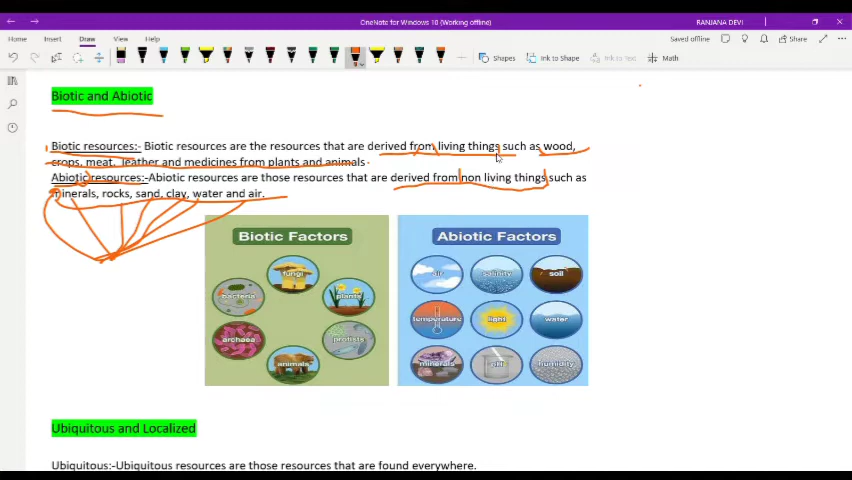 OneNote for Windows 10 (Working offline)
RANJANA DEVI
Home Insert Draw View Help
Saved offline Share
Shapes Ink to Shape Ink to Text Math
Biotic and Abiotic
Biotic resources:- Biotic resources are the resources that are derived from living things such as wood,
crops, meat, leather and medicines from plants and animals
Abiotic resources:-Abiotic resources are those resources that are derived from non living things such as
minerals, rocks, sand, clay, water and air.
Biotic Factors
fungi
bacteria
plants
archaea
protists
animals
Abiotic Factors
air salinity soil
temperature light water
minerals pH humidity
Ubiquitous and Localized
Ubiquitous:-Ubiquitous resources are those resources that are found everywhere.